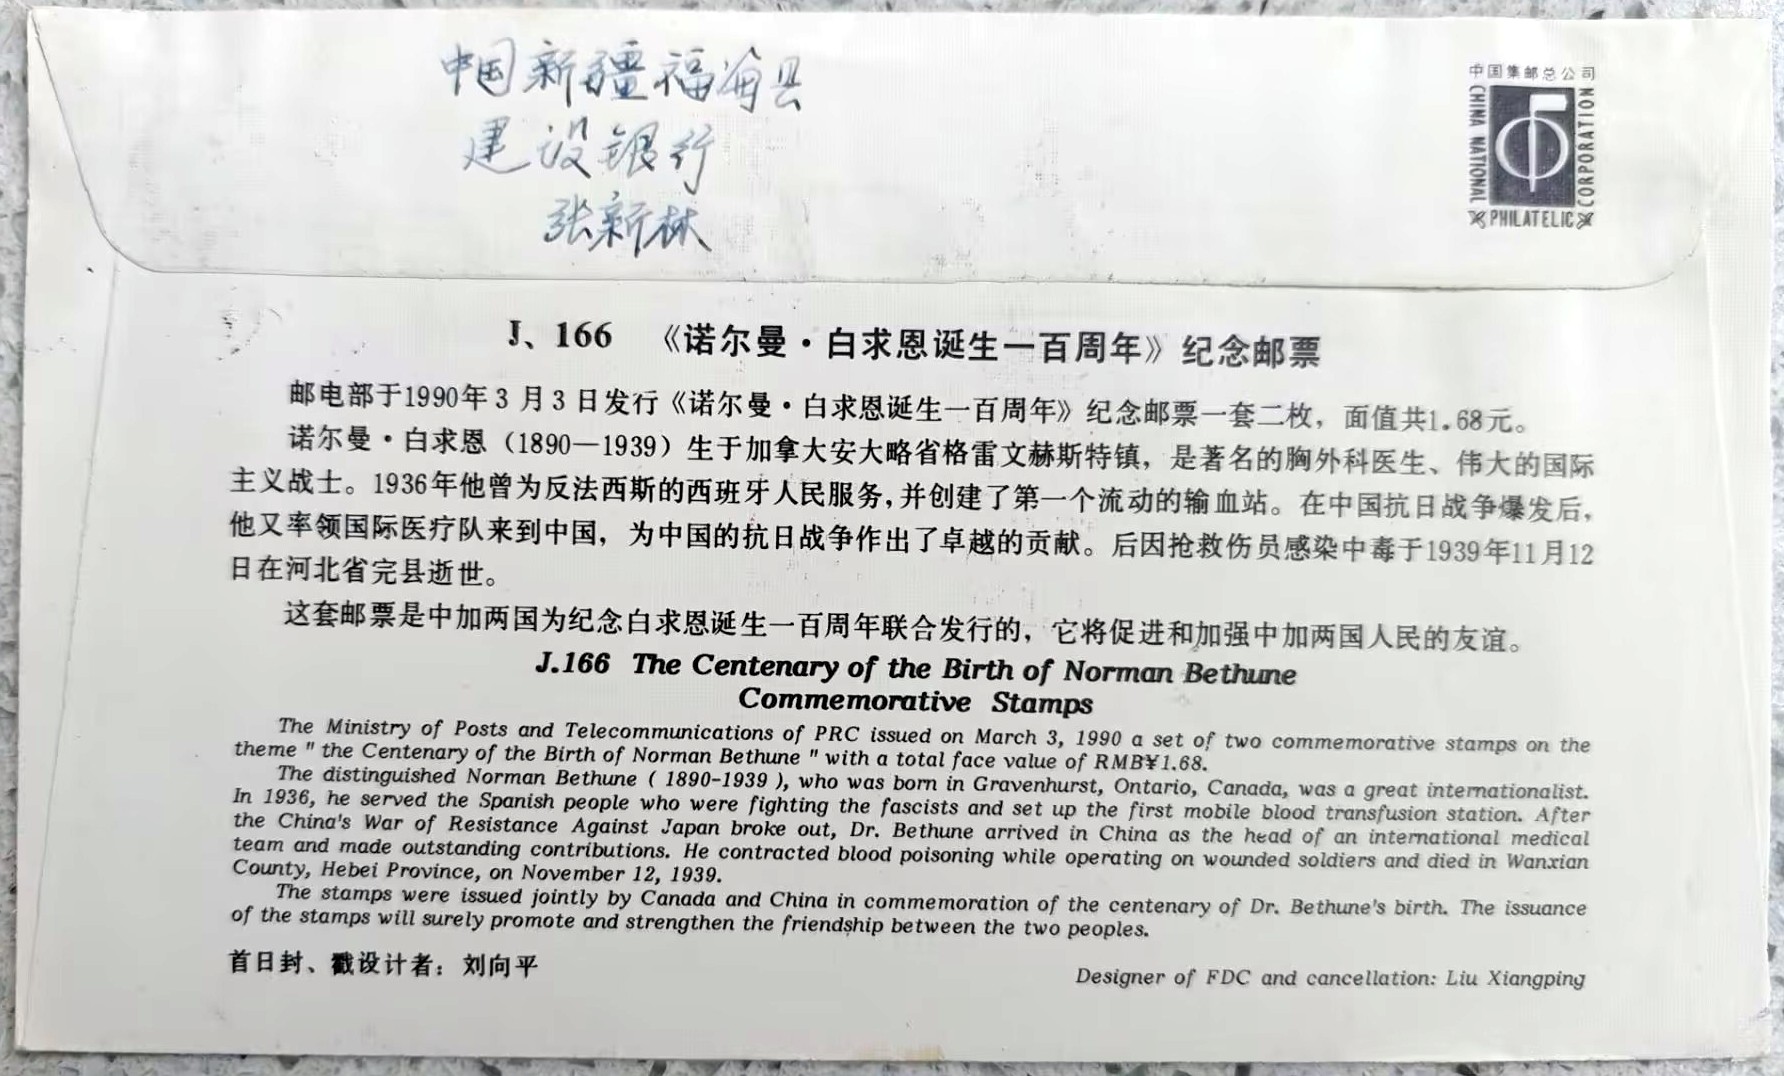 中国新疆福海县
建设银行
张新林
中国集邮总公司
CHINA NATIONAL
PHILATELIC
CORPORATION
J、166 《诺尔曼·白求恩诞生一百周年》纪念邮票
邮电部于1990年3月3日发行《诺尔曼·白求恩诞生一百周年》纪念邮票一套二枚，面值共1.68元。
诺尔曼·白求恩（1890—1939）生于加拿大安大略省格雷文赫斯特镇，是著名的胸外科医生、伟大的国际
主义战士。1936年他曾为反法西斯的西班牙人民服务,并创建了第一个流动的输血站。在中国抗日战争爆发后,
他又率领国际医疗队来到中国，为中国的抗日战争作出了卓越的贡献。后因抢救伤员感染中毒于1939年11月12
日在河北省完县逝世。
这套邮票是中加两国为纪念白求恩诞生一百周年联合发行的，它将促进和加强中加两国人民的友谊。
J.166 The Centenary of the Birth of Norman Bethune
Commemorative Stamps
The Ministry of Posts and Telecommunications of PRC issued on March 3, 1990 a set of two commemorative stamps on the
theme " the Centenary of the Birth of Norman Bethune " with a total face value of RMB¥1.68.
The distinguished Norman Bethune ( 1890-1939 ), who was born in Gravenhurst, Ontario, Canada, was a great internationalist.
In 1936, he served the Spanish people who were fighting the fascists and set up the first mobile blood transfusion station. After
the China's War of Resistance Against Japan broke out, Dr. Bethune arrived in China as the head of an international medical
team and made outstanding contributions. He contracted blood poisoning while operating on wounded soldiers and died in Wanxian
County, Hebei Province, on November 12, 1939.
The stamps were issued jointly by Canada and China in commemoration of the centenary of Dr. Bethune's birth. The issuance
of the stamps will surely promote and strengthen the friendship between the two peoples.
首日封、戳设计者：刘向平
Designer of FDC and cancellation: Liu Xiangping